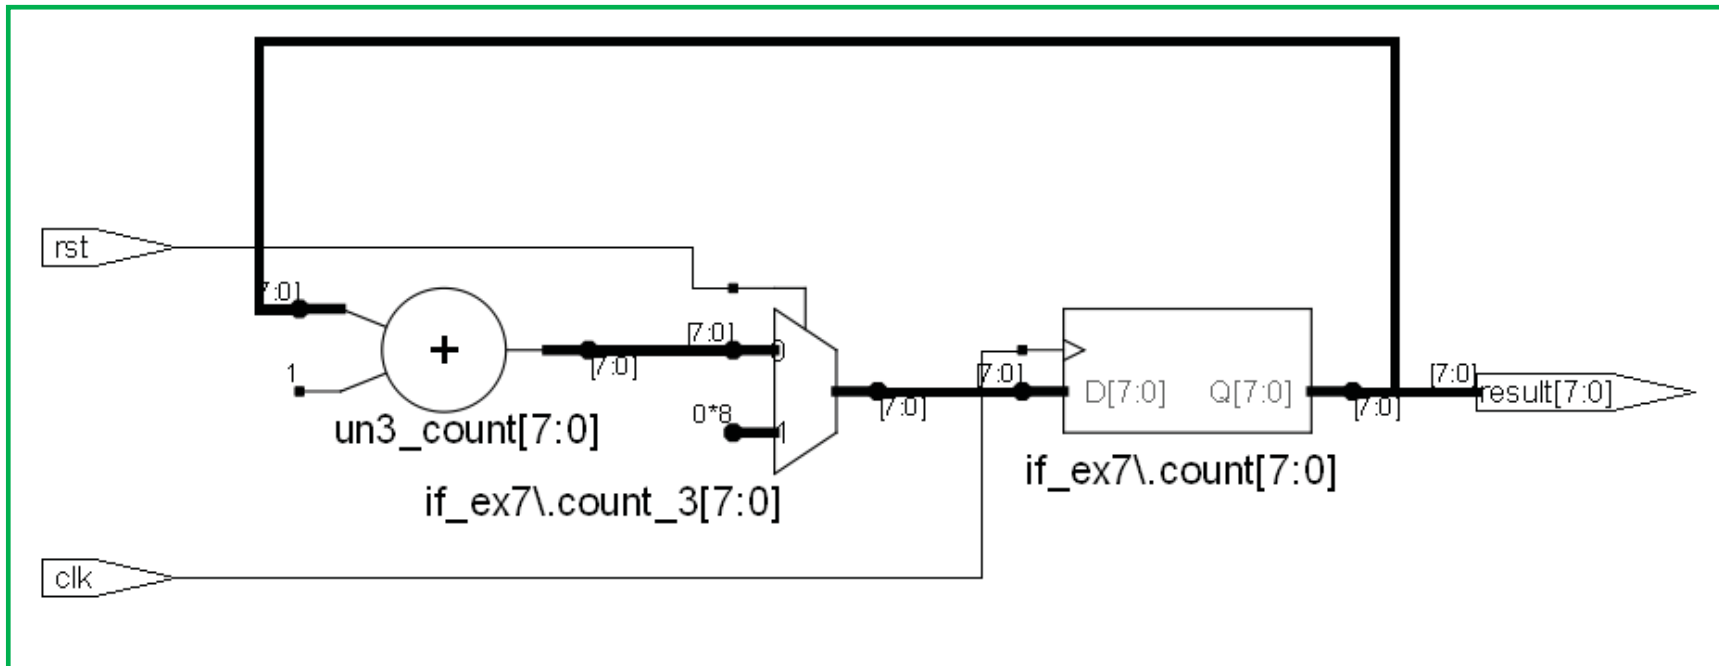 rst
7:0]
1
+
un3_count[7:0]
[7:0]
[7:0]
0
0*8
1
if_ex7\.count_3[7:0]
[7:0]
[7:0]
D[7:0] Q[7:0]
if_ex7\.count[7:0]
[7:0]
[7:0]
result[7:0]
clk